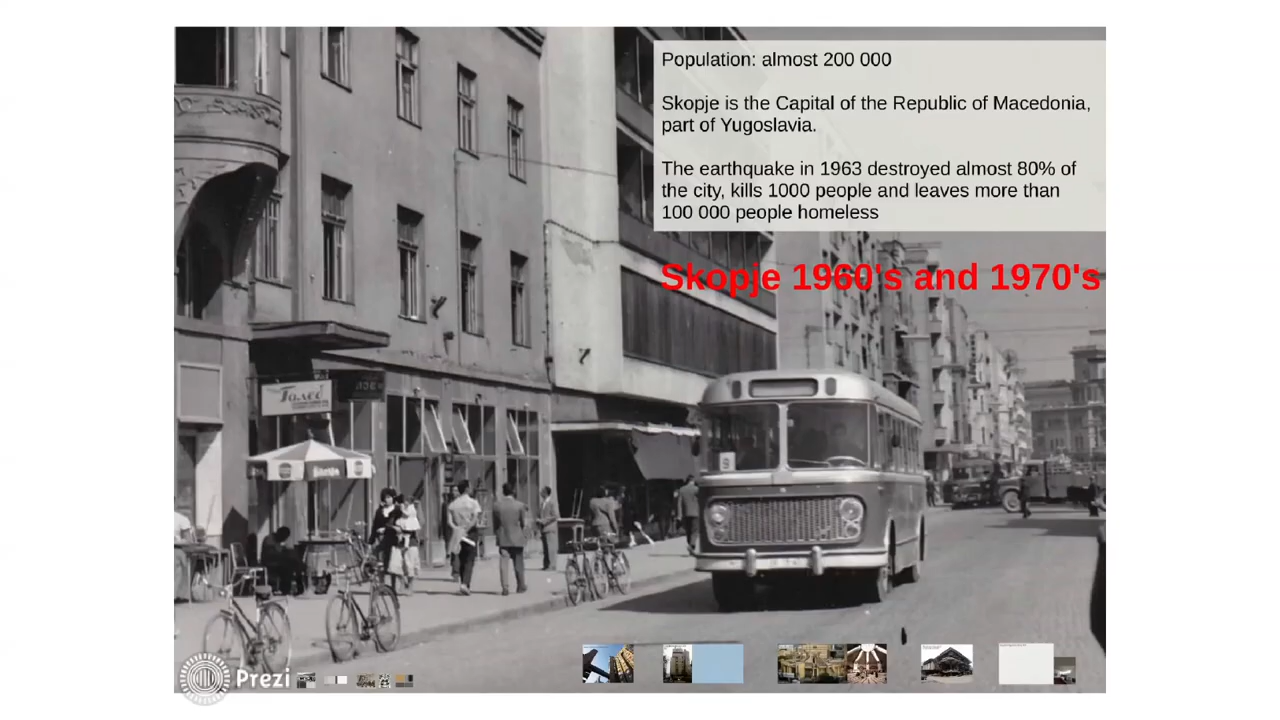 Population: almost 200 000
Skopje is the Capital of the Republic of Macedonia,
part of Yugoslavia.
The earthquake in 1963 destroyed almost 80% of
the city, kills 1000 people and leaves more than
100 000 people homeless
Skopje 1960's and 1970's
Галеб
9
Prezi